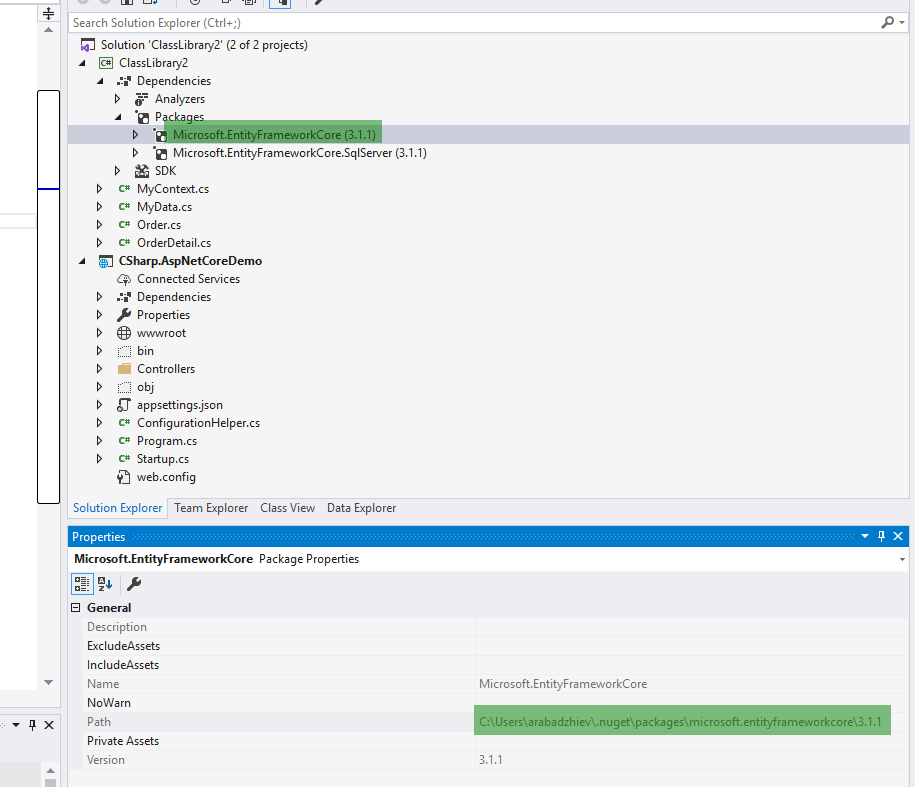 Search Solution Explorer (Ctrl+;)
Solution 'ClassLibrary2' (2 of 2 projects)
C# ClassLibrary2
Dependencies
Analyzers
Packages
Microsoft.EntityFrameworkCore (3.1.1)
Microsoft.EntityFrameworkCore.SqlServer (3.1.1)
SDK
C# MyContext.cs
C# MyData.cs
C# Order.cs
C# OrderDetail.cs
CSharp.AspNetCoreDemo
Connected Services
Dependencies
Properties
wwwroot
bin
Controllers
obj
appsettings.json
C# ConfigurationHelper.cs
C# Program.cs
C# Startup.cs
web.config
Solution Explorer Team Explorer Class View Data Explorer
Properties
Microsoft.EntityFrameworkCore Package Properties
General
Description
ExcludeAssets
IncludeAssets
Name Microsoft.EntityFrameworkCore
NoWarn
Path C:\Users\arabadzhiev\.nuget\packages\microsoft.entityframeworkcore\3.1.1
Private Assets
Version 3.1.1